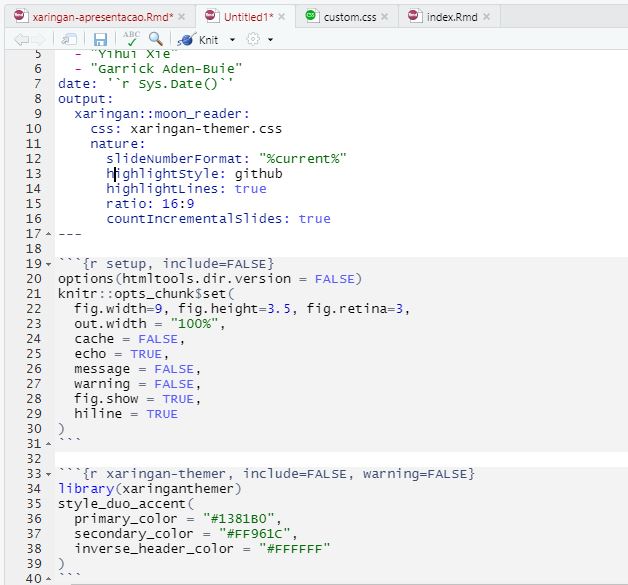 xaringan-apresentacao.Rmd* Untitled1* custom.css index.Rmd
ABC Knit
5 - "Yihui Xie"
6 - "Garrick Aden-Buie"
7 date: '`r Sys.Date()`'
8 output:
9 xaringan::moon_reader:
10 css: xaringan-themer.css
11 nature:
12 slideNumberFormat: "%current%"
13 highlightStyle: github
14 highlightLines: true
15 ratio: 16:9
16 countIncrementalSlides: true
17 ---
18
19 ```{r setup, include=FALSE}
20 options(htmltools.dir.version = FALSE)
21 knitr::opts_chunk$set(
22 fig.width=9, fig.height=3.5, fig.retina=3,
23 out.width = "100%",
24 cache = FALSE,
25 echo = TRUE,
26 message = FALSE,
27 warning = FALSE,
28 fig.show = TRUE,
29 hiline = TRUE
30 )
31 ```
32
33 ```{r xaringan-themer, include=FALSE, warning=FALSE}
34 library(xaringanthemer)
35 style_duo_accent(
36 primary_color = "#1381B0",
37 secondary_color = "#FF961C",
38 inverse_header_color = "#FFFFFF"
39 )
40 ```